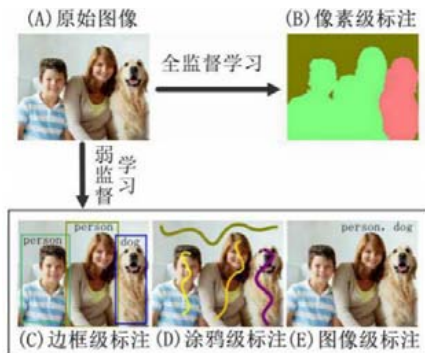 (A)原始图像
(B)像素级标注
全监督学习
弱监督
学习
person
person
dog
person, dog
(C)边框级标注
(D)涂鸦级标注
(E)图像级标注